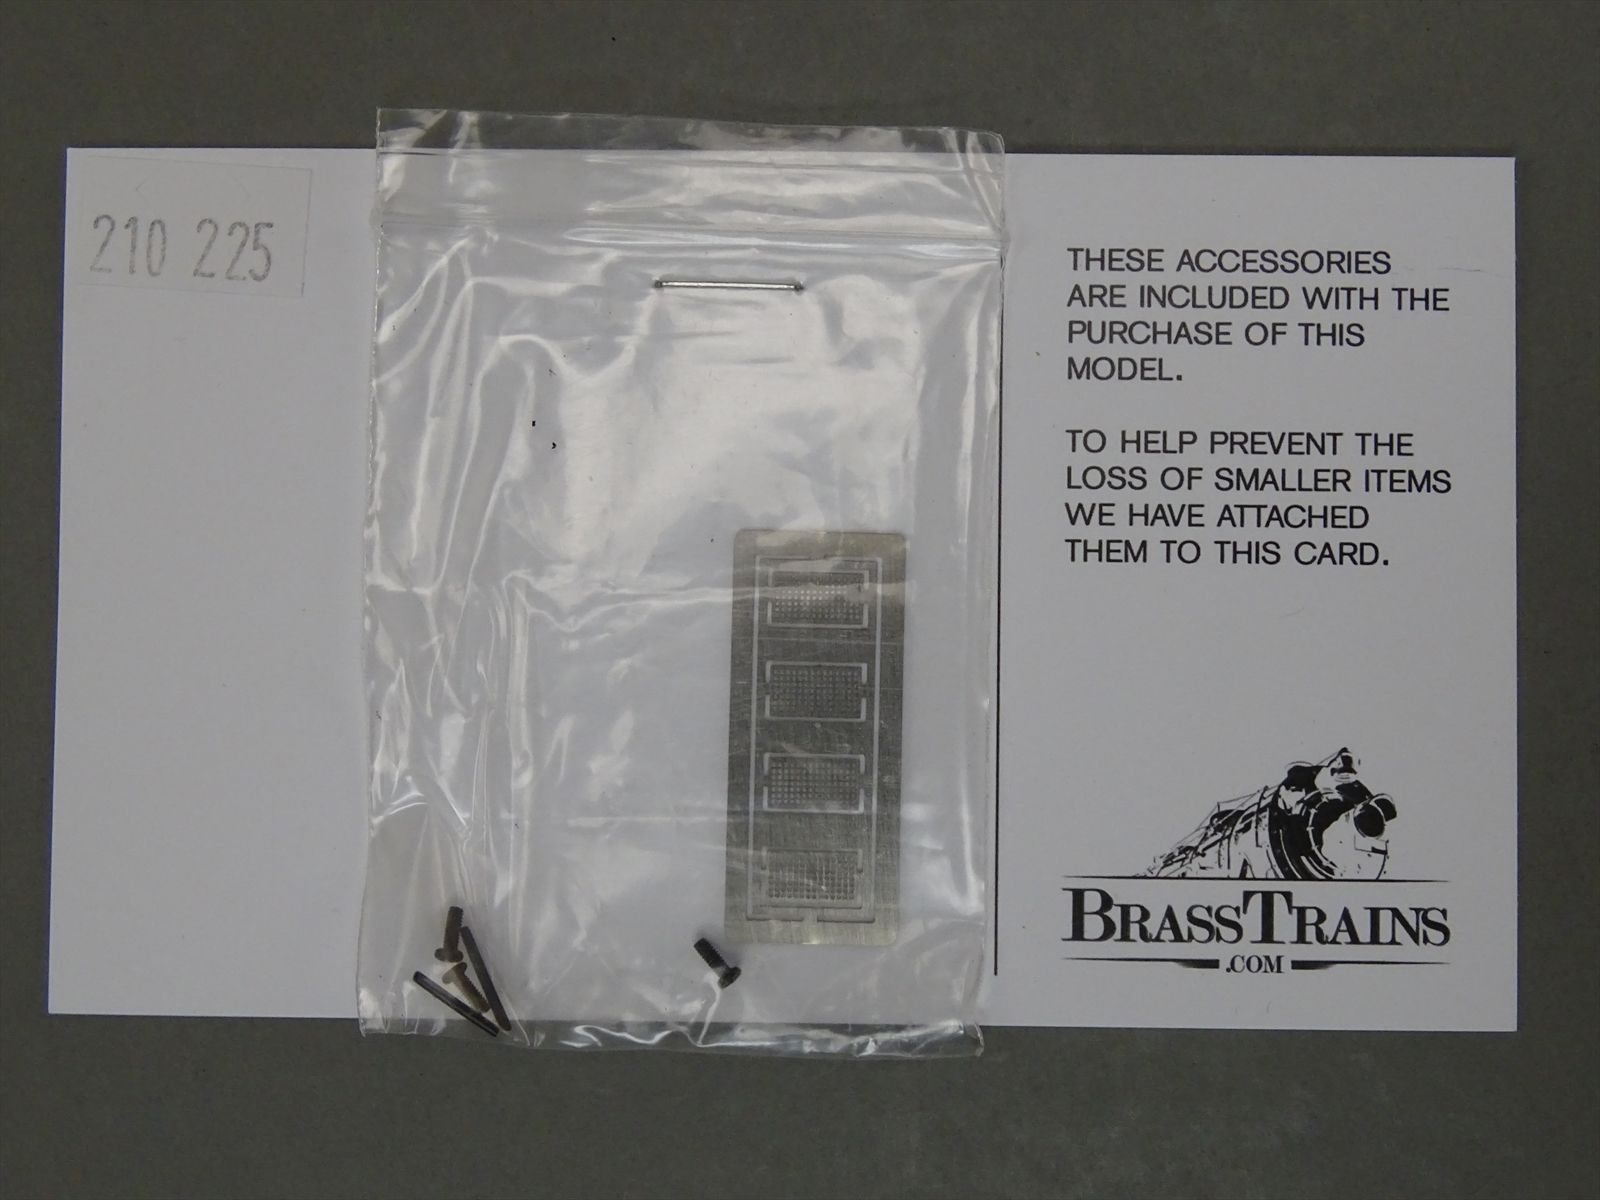 210 225
THESE ACCESSORIES
ARE INCLUDED WITH THE
PURCHASE OF THIS
MODEL.
TO HELP PREVENT THE
LOSS OF SMALLER ITEMS
WE HAVE ATTACHED
THEM TO THIS CARD.
BRASSTRAINS
.COM